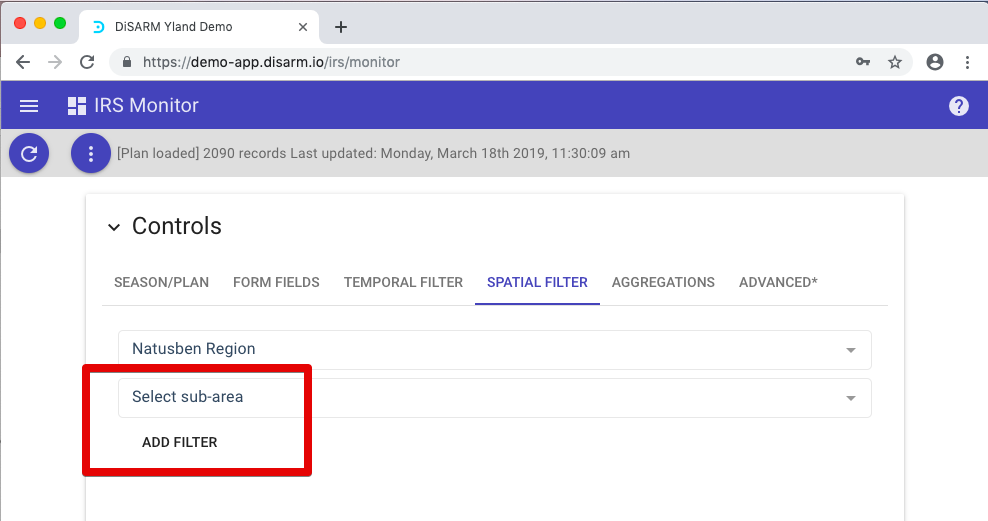 DiSARM Yland Demo
https://demo-app.disarm.io/irs/monitor
IRS Monitor
[Plan loaded] 2090 records Last updated: Monday, March 18th 2019, 11:30:09 am
Controls
SEASON/PLAN FORM FIELDS TEMPORAL FILTER SPATIAL FILTER AGGREGATIONS ADVANCED*
Natusben Region
Select sub-area
ADD FILTER